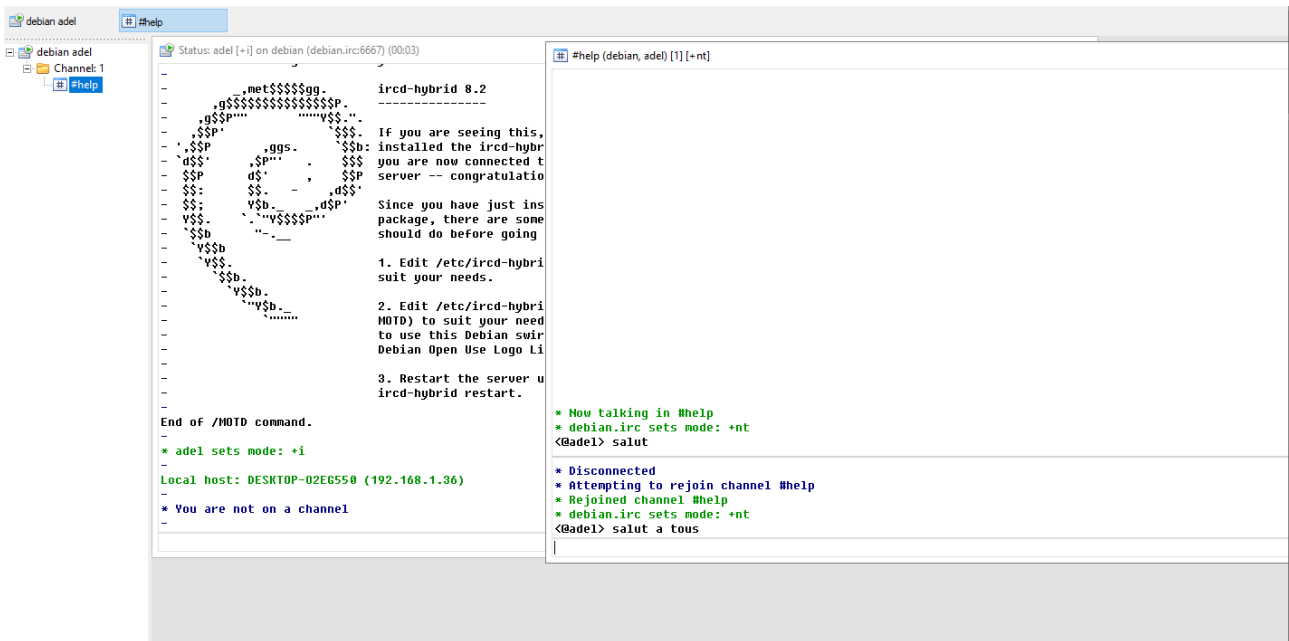 debian adel
#help
debian adel
Channel: 1
#help
Status: adel [+i] on debian (debian.irc:6667) (00:03)
-
- _,met$$$$$gg. ircd-hybrid 8.2
- ,g$$$$$$$$$$$$$$$P. ---------------
- ,g$$P"" """Y$$.".
- ,$$P' `$$$. If you are seeing this,
- ',$$P ,ggs. `$$b: installed the ircd-hybr
- `d$$' ,$P"' . $$$ you are now connected t
- $$P d$' , $$P server -- congratulatio
- $$: $$. - ,d$$'
- $$; Y$b._ _,d$P' Since you have just ins
- Y$$. `.`"Y$$$$P"' package, there are some
- `$$b "-.__ should do before going
- `Y$$b
- `Y$$. 1. Edit /etc/ircd-hybri
- `$$b. suit your needs.
- `Y$$b.
- `"Y$b._ 2. Edit /etc/ircd-hybri
- `"""" MOTD) to suit your need
- to use this Debian swir
- Debian Open Use Logo Li
-
- 3. Restart the server u
- ircd-hybrid restart.
-
End of /MOTD command.
-
* adel sets mode: +i
-
Local host: DESKTOP-O2EG550 (192.168.1.36)
-
* You are not on a channel
-
#help (debian, adel) [1] [+nt]
* Now talking in #help
* debian.irc sets mode: +nt
<@adel> salut
* Disconnected
* Attempting to rejoin channel #help
* Rejoined channel #help
* debian.irc sets mode: +nt
<@adel> salut a tous